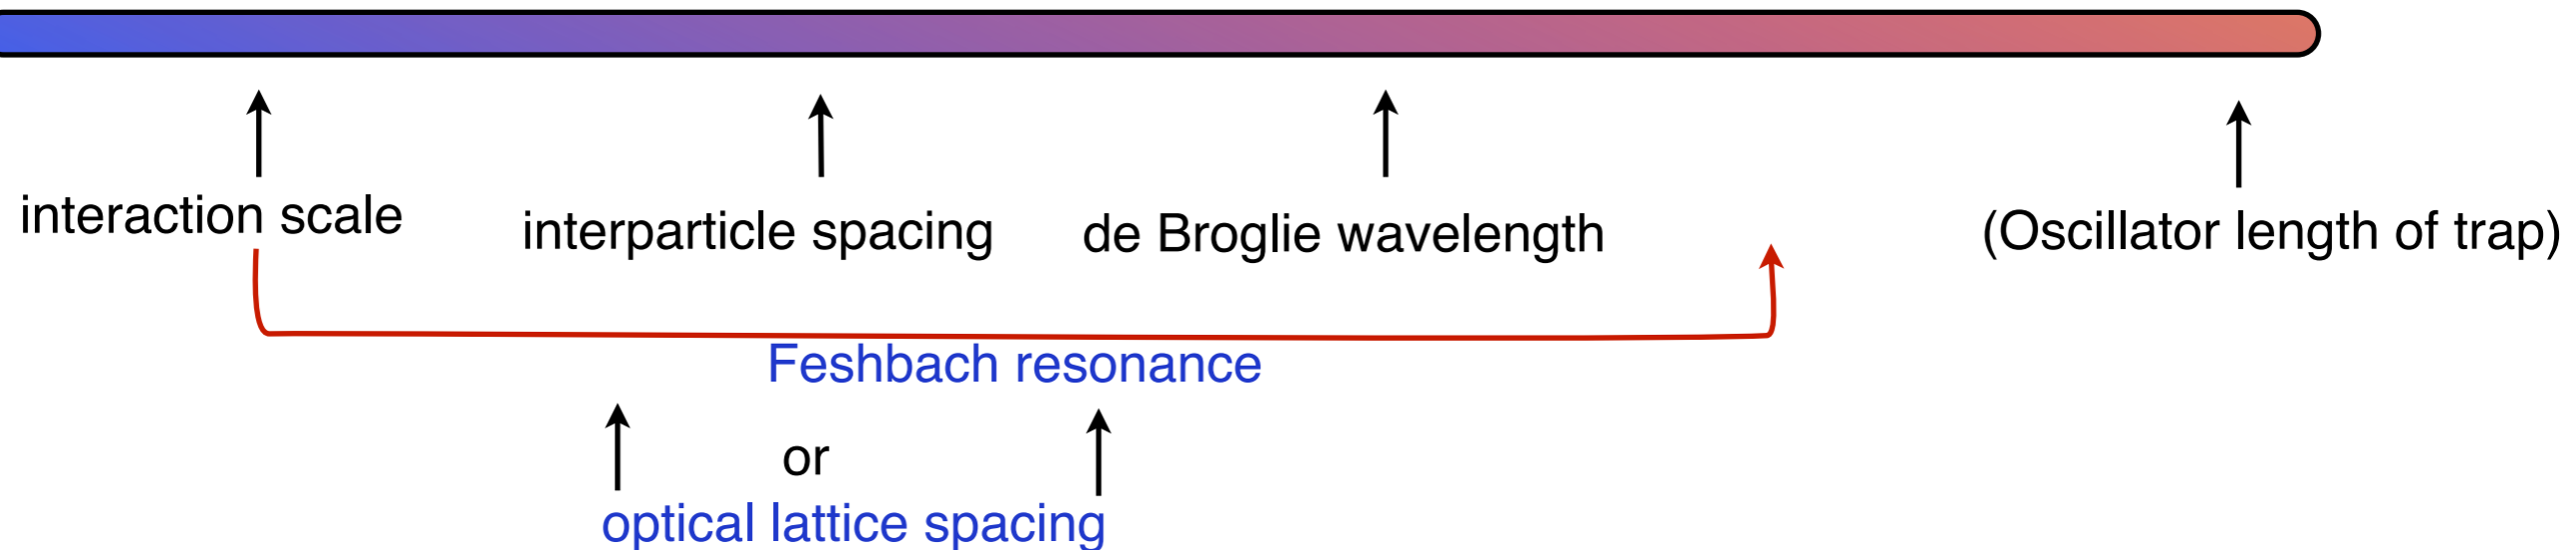 interaction scale
interparticle spacing
de Broglie wavelength
(Oscillator length of trap)
Feshbach resonance
or
optical lattice spacing